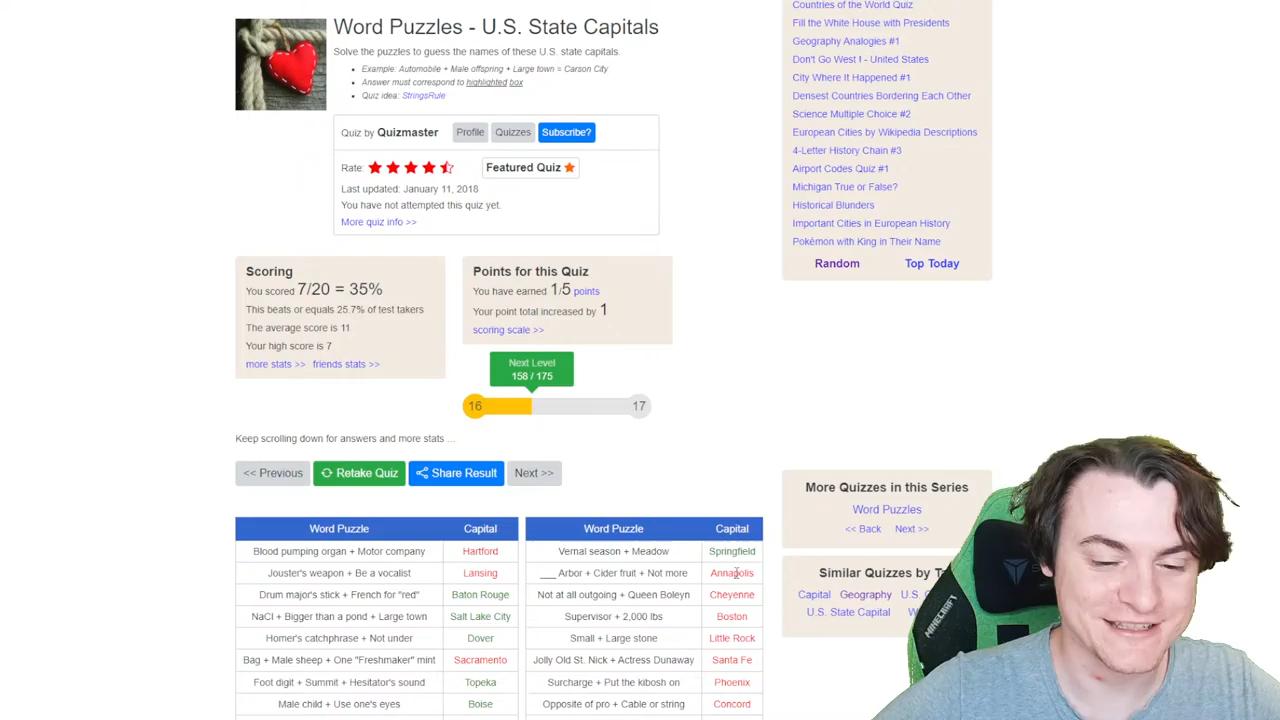 Word Puzzles - U.S. State Capitals
Solve the puzzles to guess the names of these U.S. state capitals.
Example: Automobile + Male offspring + Large town = Carson City
Answer must correspond to highlighted box
Quiz idea: StringsRule
Quiz by Quizmaster Profile Quizzes Subscribe?
Rate: Featured Quiz
Last updated: January 11, 2018
You have not attempted this quiz yet.
More quiz info >>
Scoring
You scored 7/20 = 35%
This beats or equals 25.7% of test takers
The average score is 11
Your high score is 7
more stats >> friends stats >>
Points for this Quiz
You have earned 1/5 points
Your point total increased by 1
scoring scale >>
Next Level
158 / 175
16 17
Keep scrolling down for answers and more stats ...
<< Previous Retake Quiz Share Result Next >>
Word Puzzle Capital Word Puzzle Capital
Blood pumping organ + Motor company Hartford Vernal season + Meadow Springfield
Jouster's weapon + Be a vocalist Lansing ___ Arbor + Cider fruit + Not more Annapolis
Drum major's stick + French for "red" Baton Rouge Not at all outgoing + Queen Boleyn Cheyenne
NaCl + Bigger than a pond + Large town Salt Lake City Supervisor + 2,000 lbs Boston
Homer's catchphrase + Not under Dover Small + Large stone Little Rock
Bag + Male sheep + One "Freshmaker" mint Sacramento Jolly Old St. Nick + Actress Dunaway Santa Fe
Foot digit + Summit + Hesitator's sound Topeka Surcharge + Put the kibosh on Phoenix
Male child + Use one's eyes Boise Opposite of pro + Cable or string Concord
Countries of the World Quiz
Fill the White House with Presidents
Geography Analogies #1
Don't Go West ! - United States
City Where It Happened #1
Densest Countries Bordering Each Other
Science Multiple Choice #2
European Cities by Wikipedia Descriptions
4-Letter History Chain #3
Airport Codes Quiz #1
Michigan True or False?
Historical Blunders
Important Cities in European History
Pokémon with King in Their Name
Random Top Today
More Quizzes in this Series
Word Puzzles
<< Back Next >>
Similar Quizzes by T
Capital Geography U.S.
U.S. State Capital
MINECRAFT